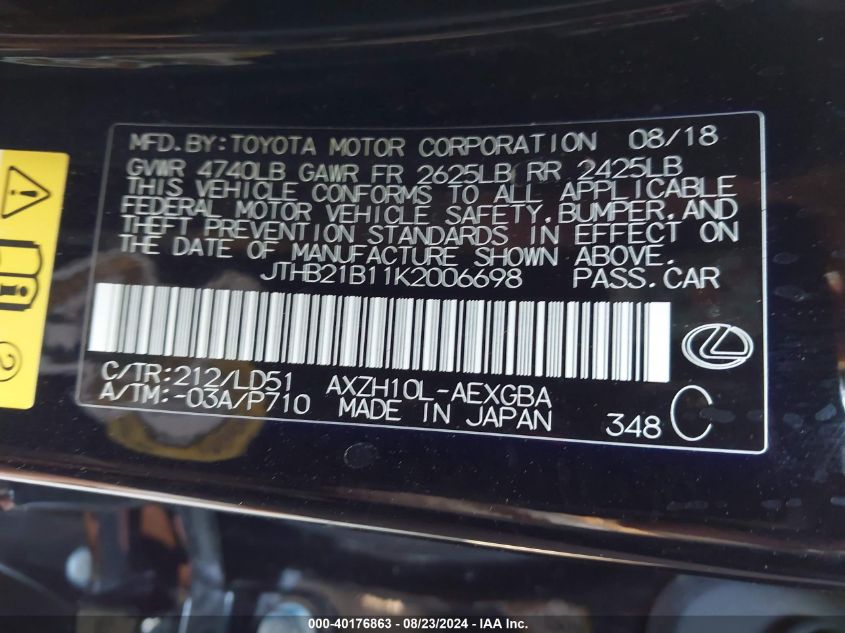 MFD.BY:TOYOTA MOTOR CORPORATION 08/18
GVWR 4740LB GAWR FR 2625LB RR 2425LB
THIS VEHICLE CONFORMS TO ALL APPLICABLE
FEDERAL MOTOR VEHICLE SAFETY,BUMPER,AND
THEFT PREVENTION STANDARDS IN EFFECT ON
THE DATE OF MANUFACTURE SHOWN ABOVE.
JTHB21B11K2006698 PASS.CAR
C/TR:212/LD51 AXZH10L-AEXGBA
A/TM:-03A/P710 MADE IN JAPAN 348 C
2
000-40176863 / 08/23/2024 - IAA Inc.